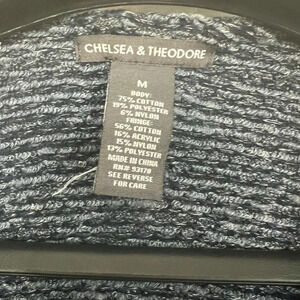 CHELSEA & THEODORE
M
BODY:
75% COTTON
19% POLYESTER
6% NYLON
FRINGE:
56% COTTON
16% ACRYLIC
15% NYLON
13% POLYESTER
MADE IN CHINA
RN# 93170
SEE REVERSE
FOR CARE